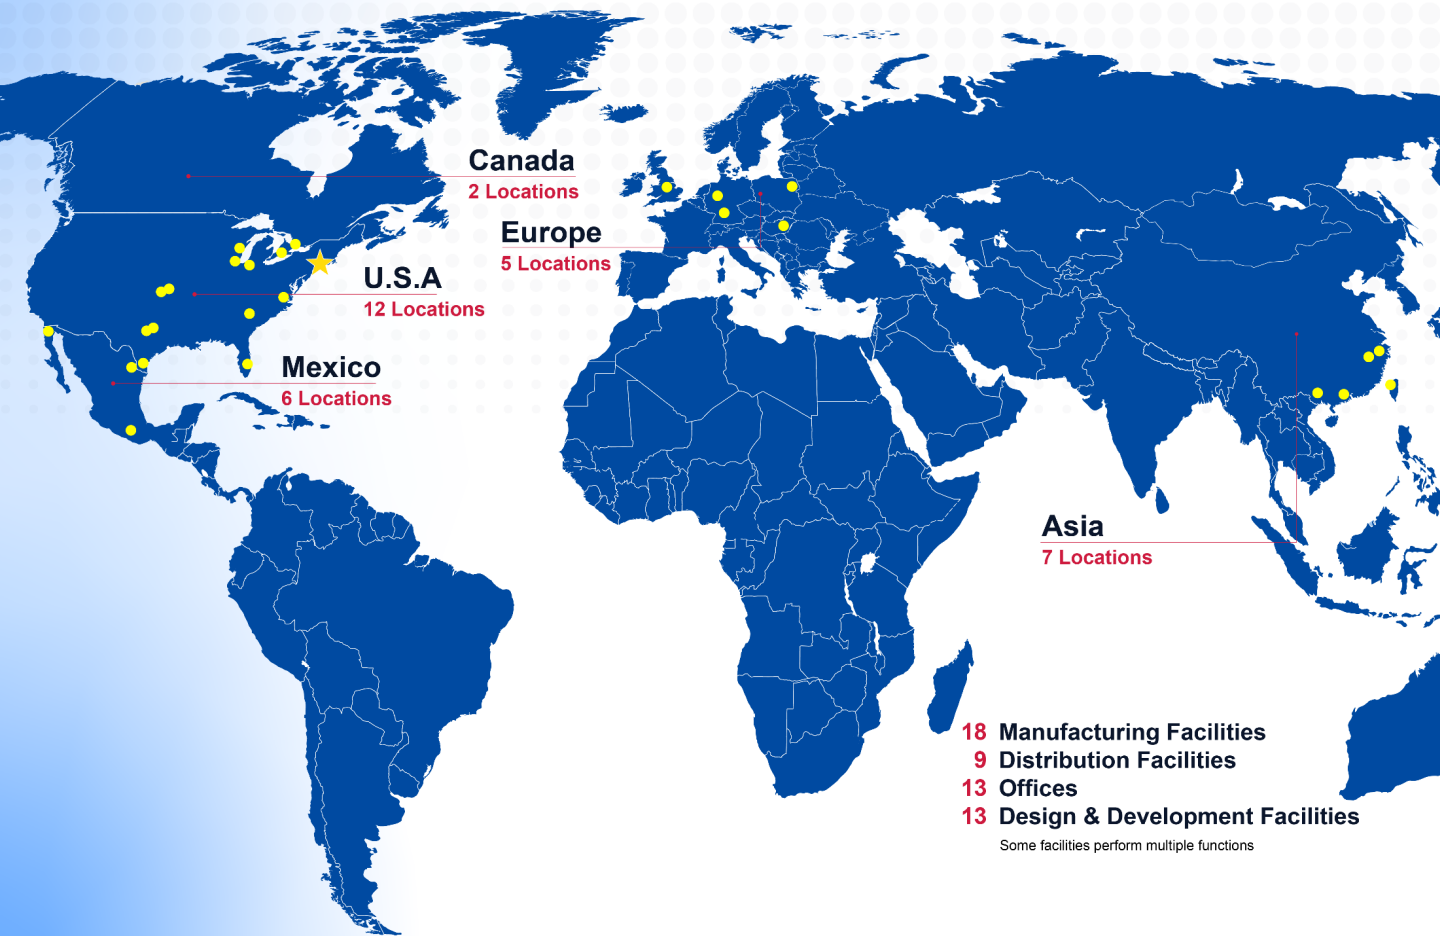 Canada
2 Locations
Europe
5 Locations
U.S.A
12 Locations
Mexico
6 Locations
Asia
7 Locations
18 Manufacturing Facilities
9 Distribution Facilities
13 Offices
13 Design & Development Facilities
Some facilities perform multiple functions